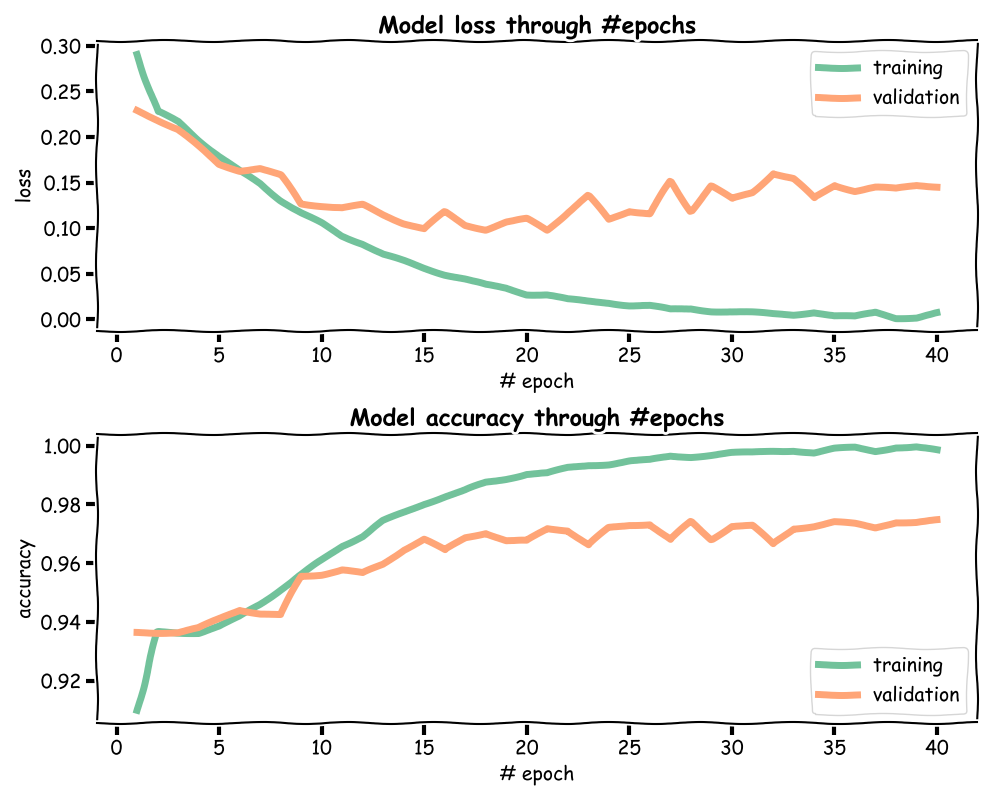 Model loss through #epochs
0.30
0.25
0.20
0.15
0.10
0.05
0.00
loss
training
validation
0 5 10 15 20 25 30 35 40
# epoch
Model accuracy through #epochs
1.00
0.98
0.96
0.94
0.92
accuracy
training
validation
0 5 10 15 20 25 30 35 40
# epoch